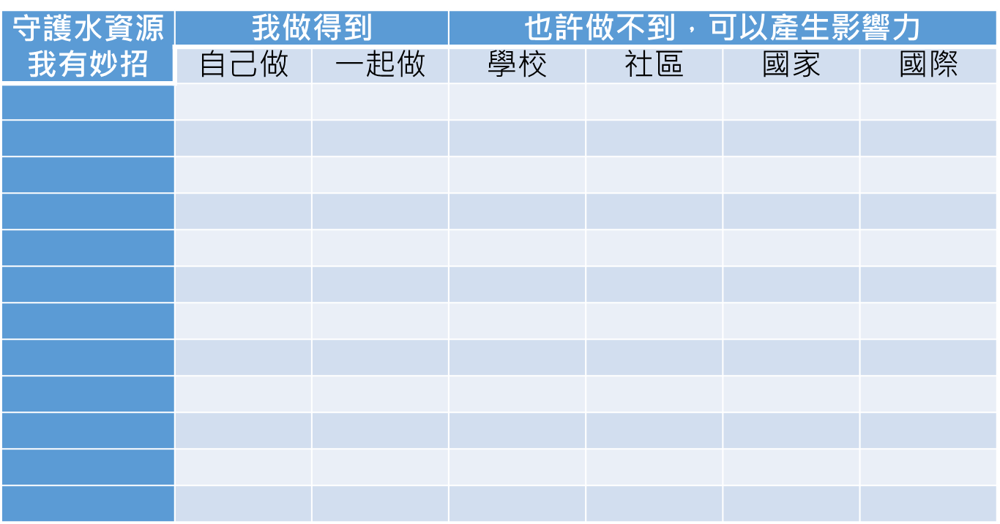 守護水資源
我有妙招
我做得到
也許做不到，可以產生影響力
自己做
一起做
學校
社區
國家
國際